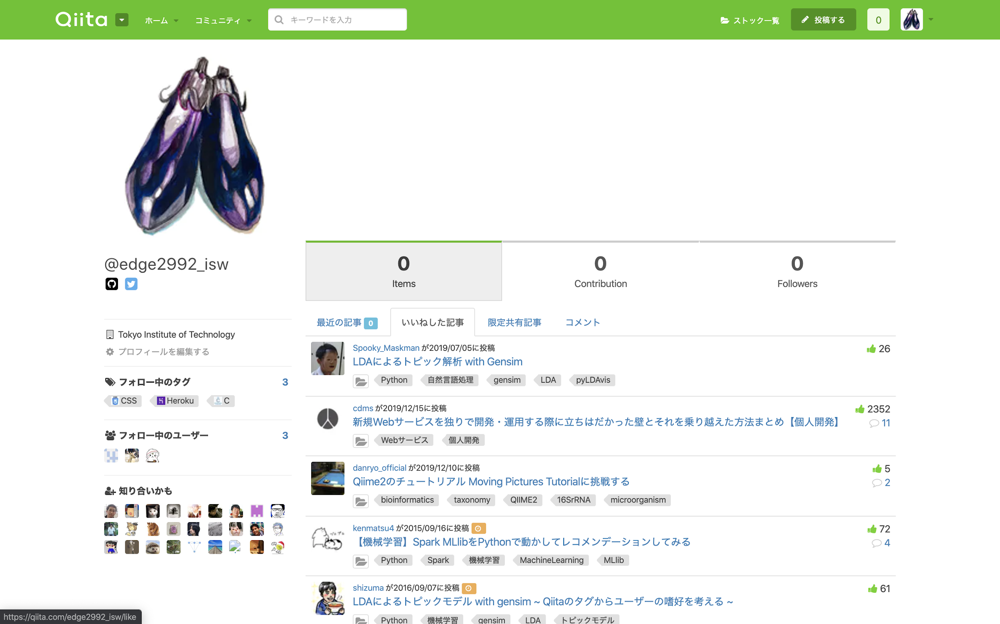 Qiita ホーム コミュニティ キーワードを入力 ストック一覧 投稿する 0
@edge2992_isw
Tokyo Institute of Technology
プロフィールを編集する
フォロー中のタグ 3
CSS Heroku C
フォロー中のユーザー 3
知り合いかも
0 0 0
Items Contribution Followers
最近の記事 0 いいねした記事 限定共有記事 コメント
Spooky_Maskman が2019/07/05に投稿 26
LDAによるトピック解析 with Gensim
Python 自然言語処理 gensim LDA pyLDAvis
cdms が2019/12/15に投稿 2352
新規Webサービスを独りで開発・運用する際に立ちはだかった壁とそれを乗り越えた方法まとめ【個人開発】 11
Webサービス 個人開発
danryo_official が2019/12/10に投稿 5
Qiime2のチュートリアル Moving Pictures Tutorialに挑戦する 2
bioinformatics taxonomy QIIME2 16SrRNA microorganism
kenmatsu4 が2015/09/16に投稿 72
【機械学習】Spark MLlibをPythonで動かしてレコメンデーションしてみる 4
Python Spark 機械学習 MachineLearning MLlib
shizuma が2016/09/07に投稿 61
LDAによるトピックモデル with gensim ~ Qiitaのタグからユーザーの嗜好を考える ~
Python 機械学習 gensim LDA トピックモデル
https://qiita.com/edge2992_isw/like